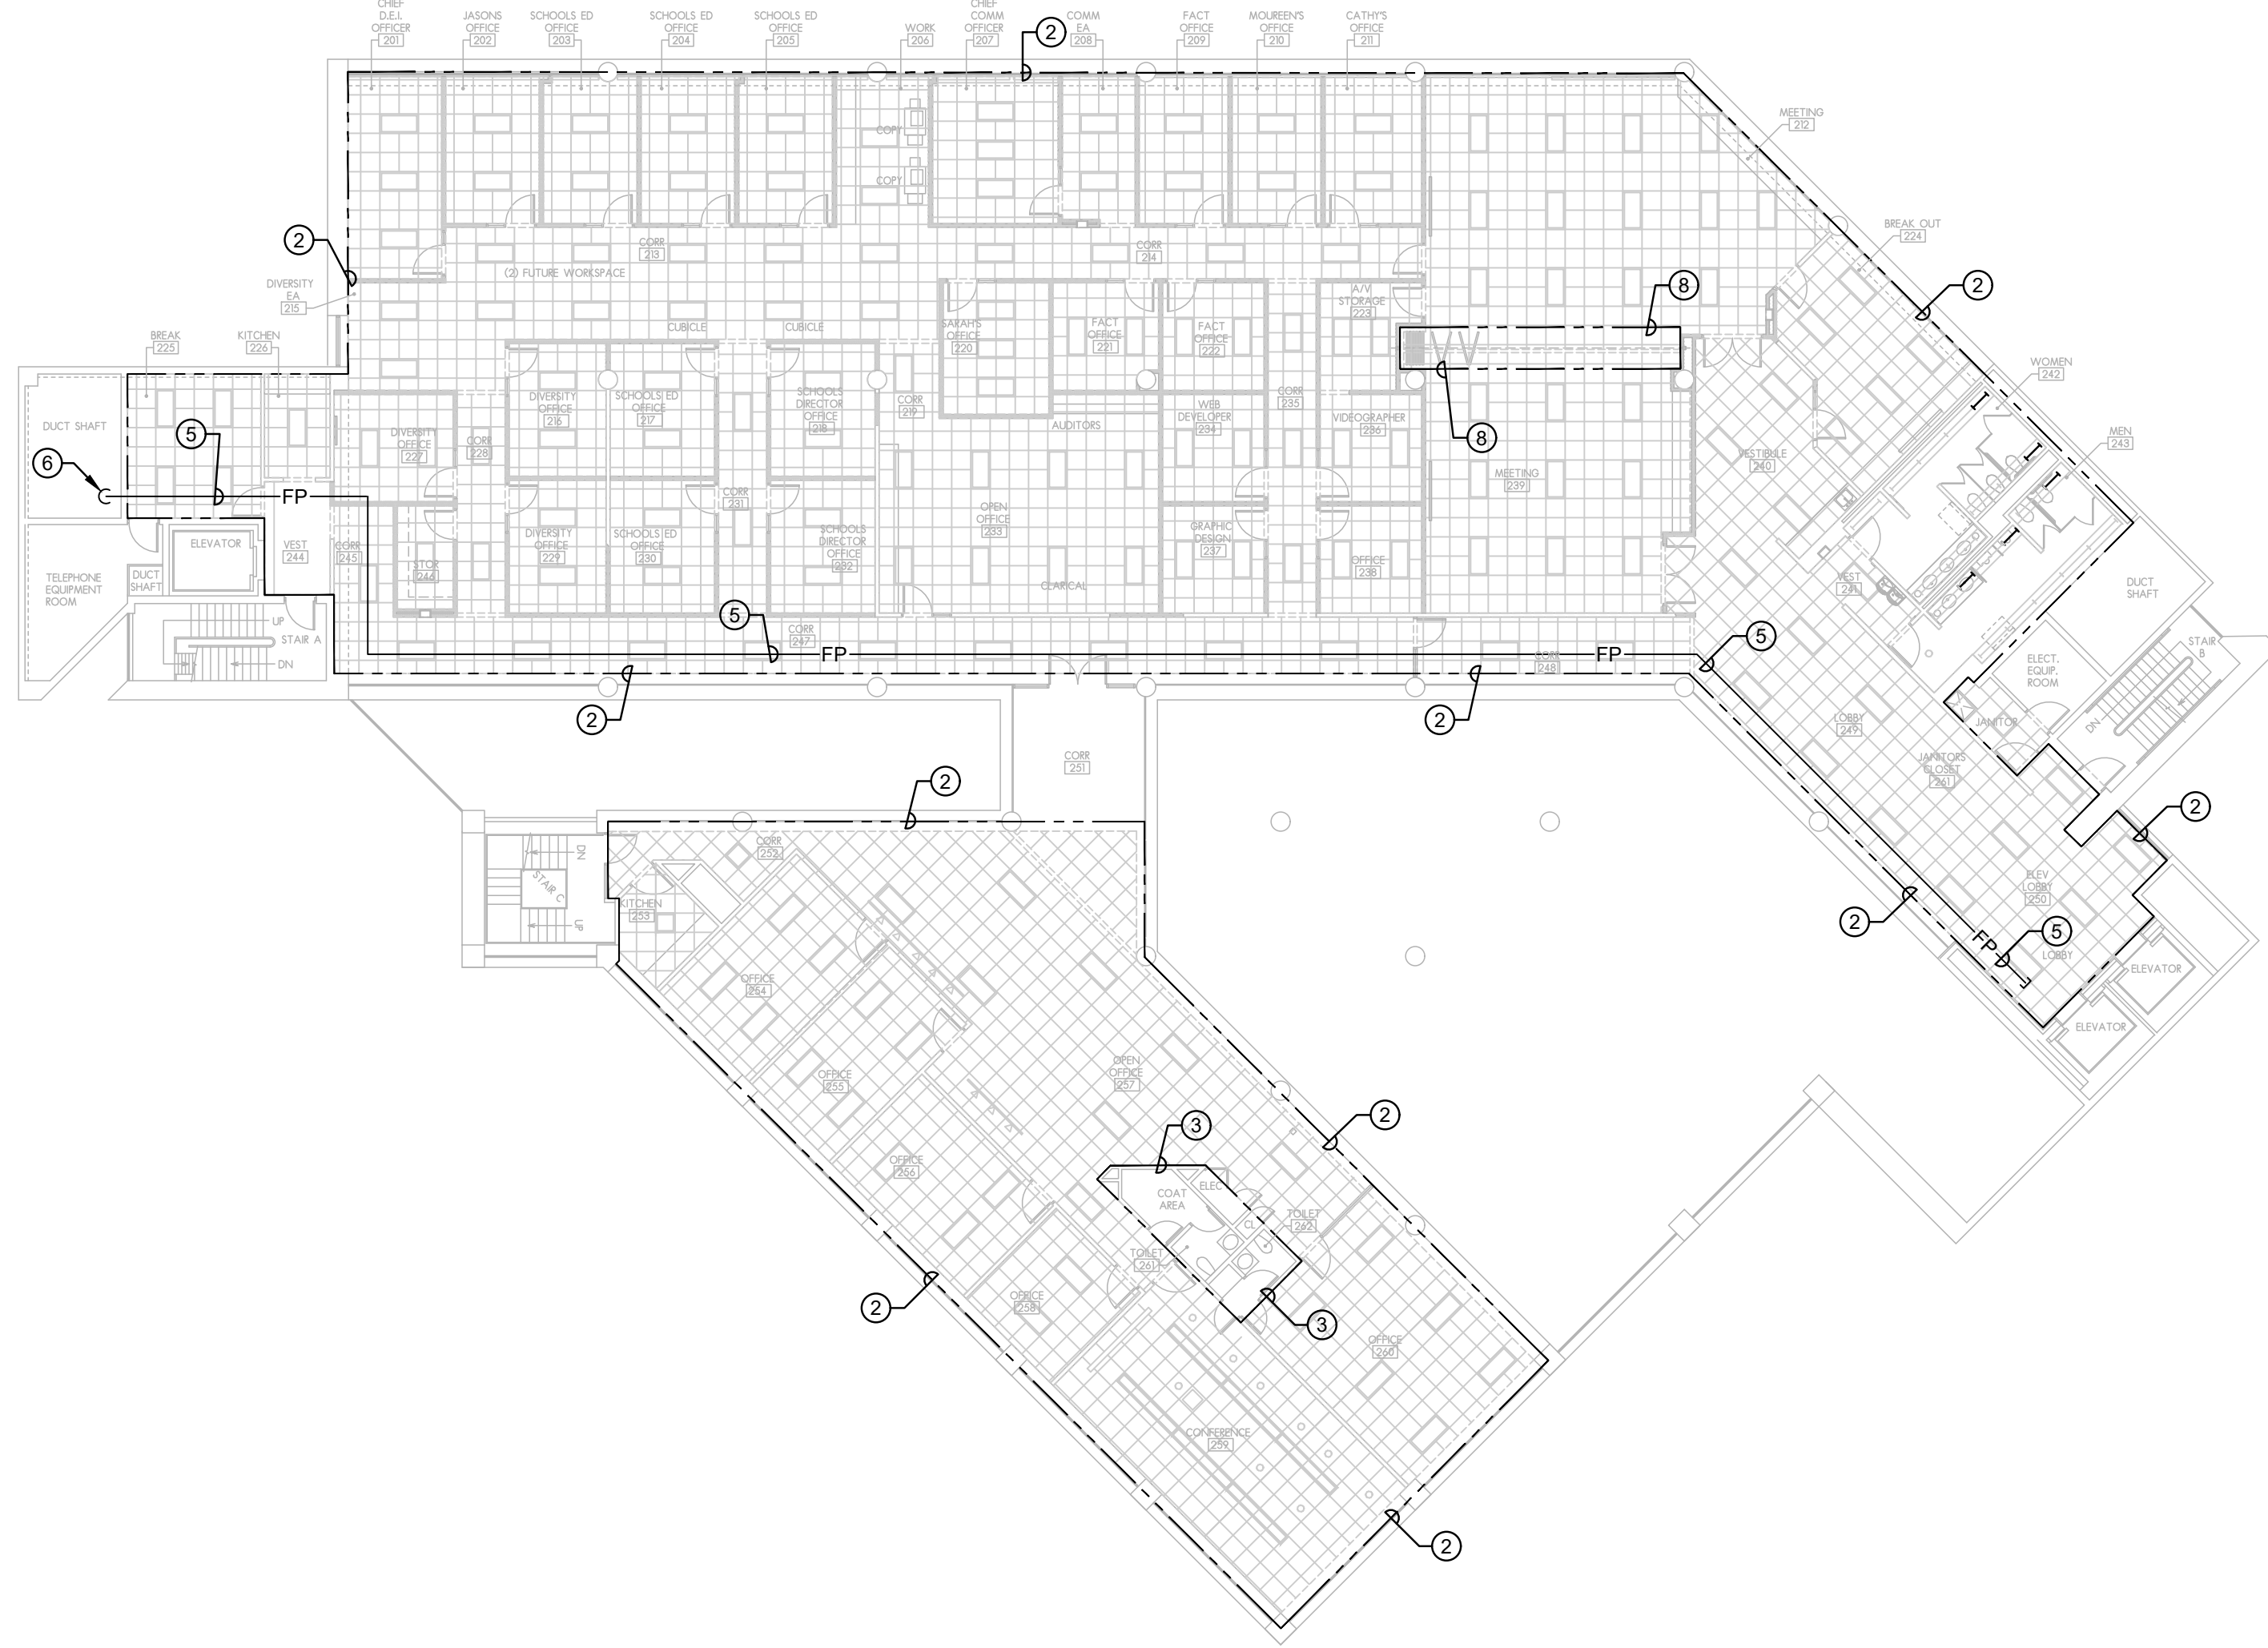 CHIEF
D.E.I.
OFFICER
201
JASONS
OFFICE
202
SCHOOLS ED
OFFICE
203
SCHOOLS ED
OFFICE
204
SCHOOLS ED
OFFICE
205
WORK
206
CHIEF
COMM
OFFICER
207
2
COMM
EA
208
FACT
OFFICE
209
MOUREEN'S
OFFICE
210
CATHY'S
OFFICE
211
MEETING
212
COPY
COPY
BREAK OUT
224
2
CORR
213
CORR
214
(2) FUTURE WORKSPACE
DIVERSITY
EA
215
A/V
STORAGE
223
8
2
CUBICLE
CUBICLE
SARAH'S
OFFICE
220
FACT
OFFICE
221
FACT
OFFICE
222
BREAK
225
KITCHEN
226
WOMEN
242
DIVERSITY
OFFICE
216
SCHOOLS ED
OFFICE
217
SCHOOLS
DIRECTOR
OFFICE
218
CORR
219
CORR
235
WEB
DEVELOPER
234
VIDEOGRAPHER
236
AUDITORS
DUCT SHAFT
5
DIVERSITY
OFFICE
227
CORR
228
8
MEN
243
6
VESTIBULE
240
MEETING
239
FP
CORR
231
OPEN
OFFICE
233
ELEVATOR
VEST
244
CORR
245
STOR
246
DIVERSITY
OFFICE
229
SCHOOLS ED
OFFICE
230
SCHOOLS
DIRECTOR
OFFICE
232
GRAPHIC
DESIGN
237
OFFICE
238
TELEPHONE
EQUIPMENT
ROOM
DUCT
SHAFT
CLARICAL
VEST
241
DUCT
SHAFT
UP
STAIR A
DN
5
CORR
247
FP
FP
CORR
248
5
STAIR
B
ELECT.
EQUIP.
ROOM
2
2
LOBBY
249
JANITOR
DN
CORR
251
JANITORS
CLOSET
261
2
2
CORR
252
DN
STAIR C
UP
KITCHEN
253
ELEV
LOBBY
250
2
5
FP
LOBBY
ELEVATOR
OFFICE
254
ELEVATOR
OFFICE
255
OPEN
OFFICE
257
2
3
OFFICE
256
COAT
AREA
ELEC
CL
TOILET
262
TOILET
261
OFFICE
258
2
3
OFFICE
260
CONFERENCE
259
2